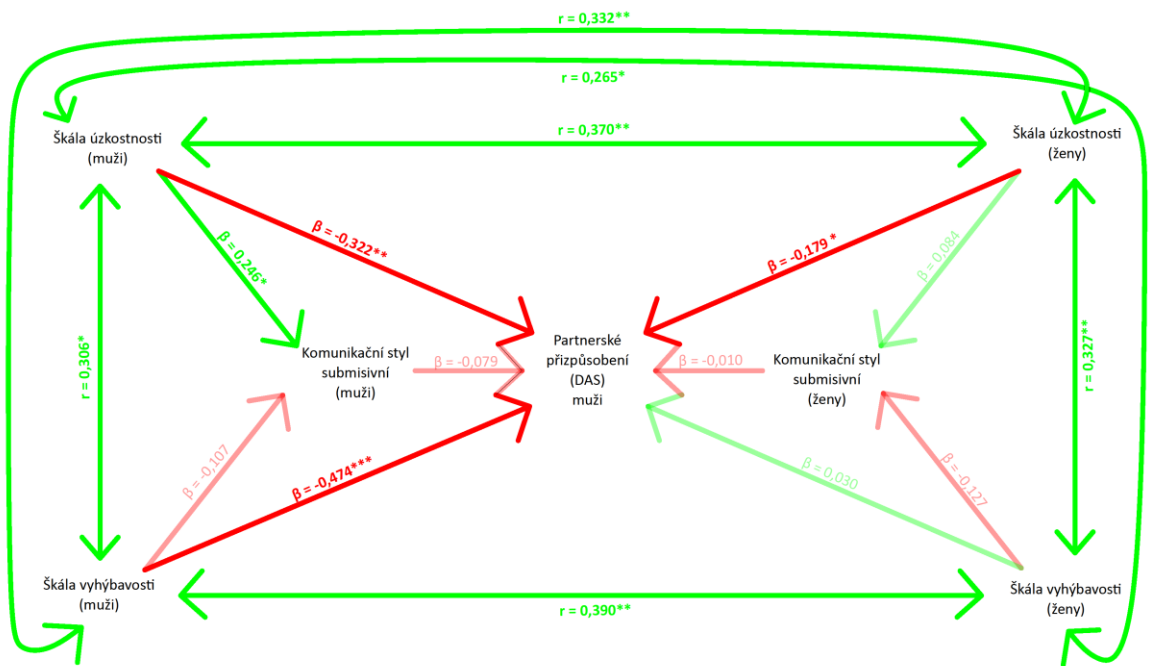 r = 0,332**
r = 0,265*
r = 0,370**
Škála úzkostnosti
(muži)
Škála úzkostnosti
(ženy)
β = -0,322**
β = 0,246*
β = -0,179 *
β = 0,084
r = 0,306*
r = 0,327**
Komunikační styl
submisivní
(muži)
β = -0,079
Partnerské
přizpůsobení
(DAS)
muži
β = -0,010
Komunikační styl
submisivní
(ženy)
β = -0,107
β = -0,474***
β = 0,030
β = -0,127
Škála vyhýbavosti
(muži)
Škála vyhýbavosti
(ženy)
r = 0,390**